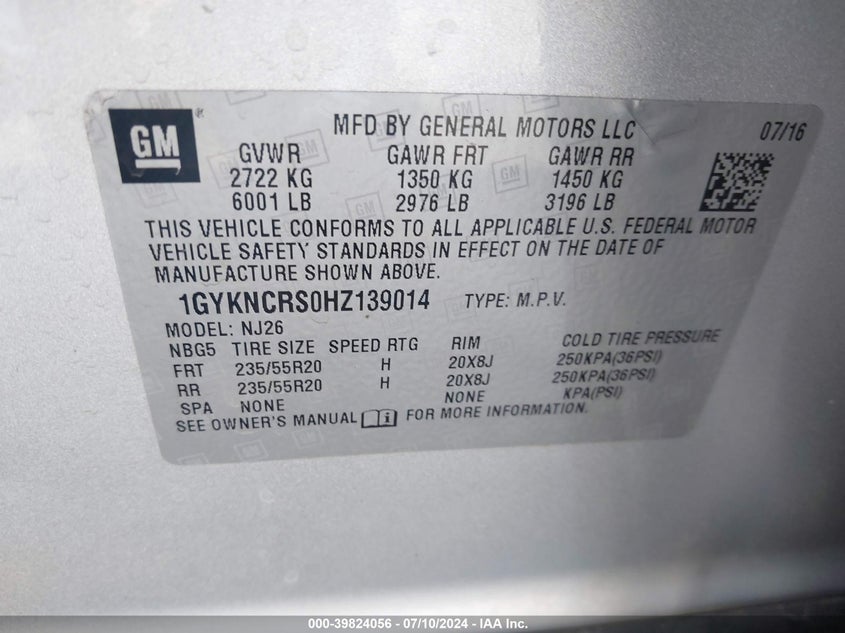 GM
MFD BY GENERAL MOTORS LLC 07/16
GVWR GAWR FRT GAWR RR
2722 KG 1350 KG 1450 KG
6001 LB 2976 LB 3196 LB
THIS VEHICLE CONFORMS TO ALL APPLICABLE U.S. FEDERAL MOTOR
VEHICLE SAFETY STANDARDS IN EFFECT ON THE DATE OF
MANUFACTURE SHOWN ABOVE.
1GYKNCRS0HZ139014 TYPE: M.P.V.
MODEL: NJ26
NBG5 TIRE SIZE SPEED RTG RIM COLD TIRE PRESSURE
FRT 235/55R20 H 20X8J 250KPA(36PSI)
RR 235/55R20 H 20X8J 250KPA(36PSI)
SPA NONE NONE KPA(PSI)
SEE OWNER'S MANUAL FOR MORE INFORMATION.
000-39824056 - 07/10/2024 - IAA Inc.